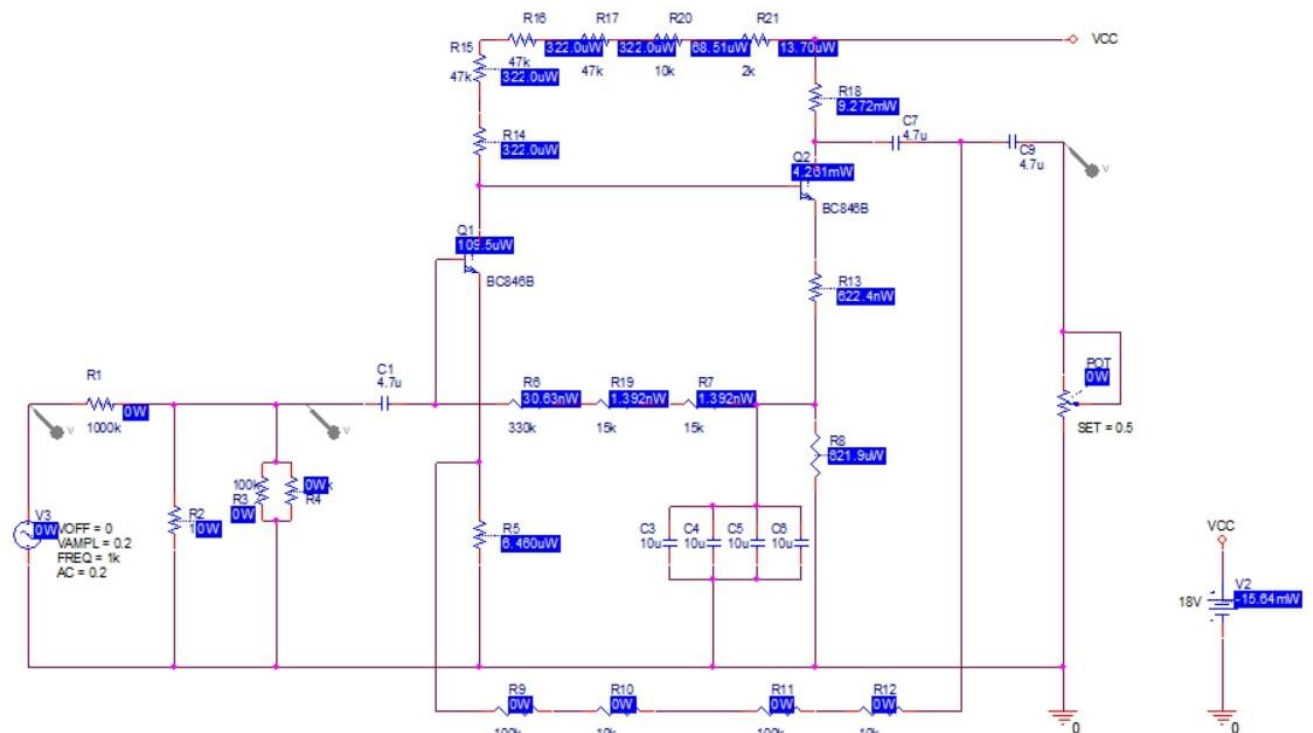 R16
R17
R20
R21
322.0uW
322.0uW
68.51uW
13.70uW
VCC
47k
47k
10k
2k
R15
47k
322.0uW
R18
9.272mW
R14
322.0uW
C7
4.7u
C9
4.7u
V
Q2
4.261mW
BC846B
Q1
109.5uW
BC846B
R13
622.4nW
R1
0W
1000k
C1
4.7u
R6
30.63nW
330k
R19
1.392nW
15k
R7
1.392nW
15k
R8
621.9uW
POT
0W
SET = 0.5
V
V
100k
R3
0W
0W
R4
R2
0W
V3
0W
VOFF = 0
VAMPL = 0.2
FREQ = 1k
AC = 0.2
R5
6.460uW
C3
10u
C4
10u
C5
10u
C6
10u
VCC
V2
18V
-15.64mW
R9
0W
100k
R10
0W
10k
R11
0W
100k
R12
0W
10k
0
0